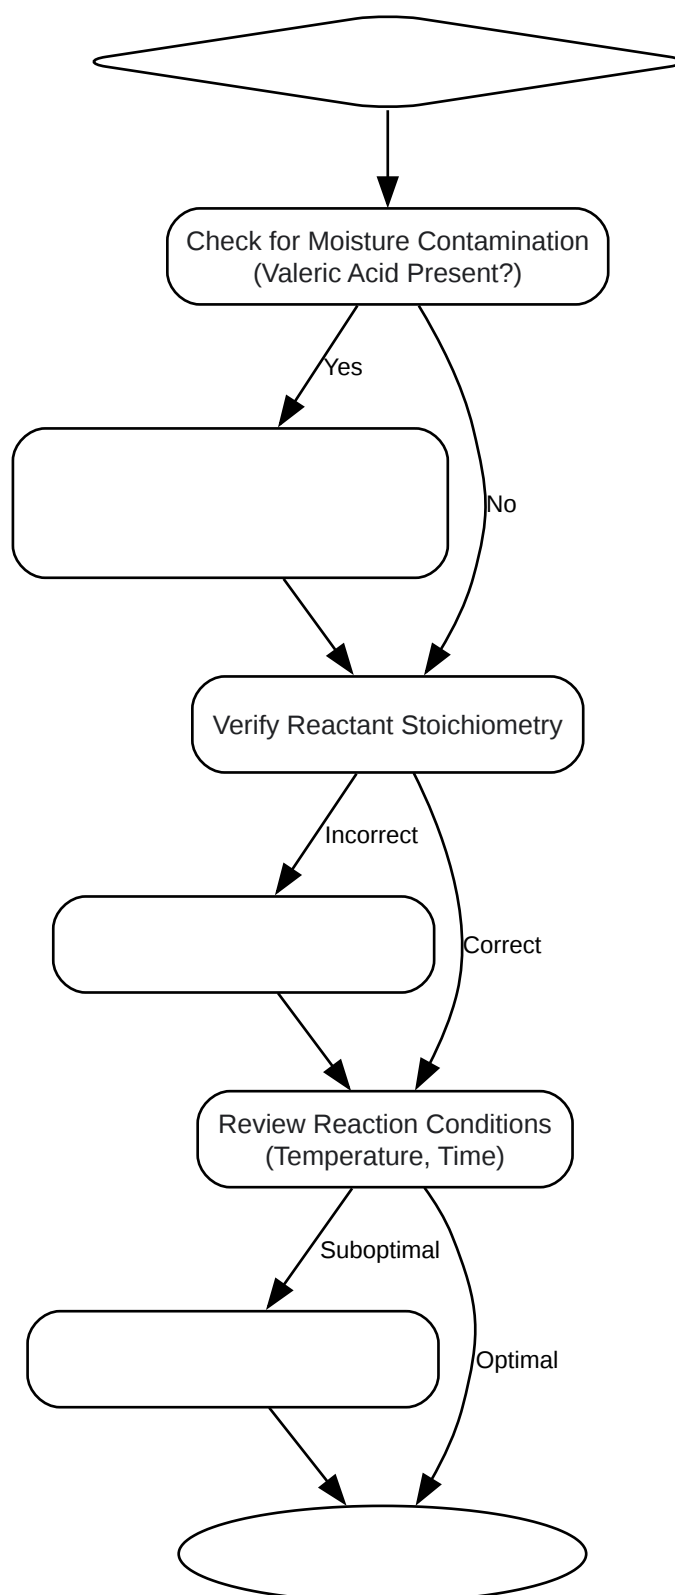 Check for Moisture Contamination
(Valeric Acid Present?)
Yes
No
Verify Reactant Stoichiometry
Incorrect
Correct
Review Reaction Conditions
(Temperature, Time)
Suboptimal
Optimal